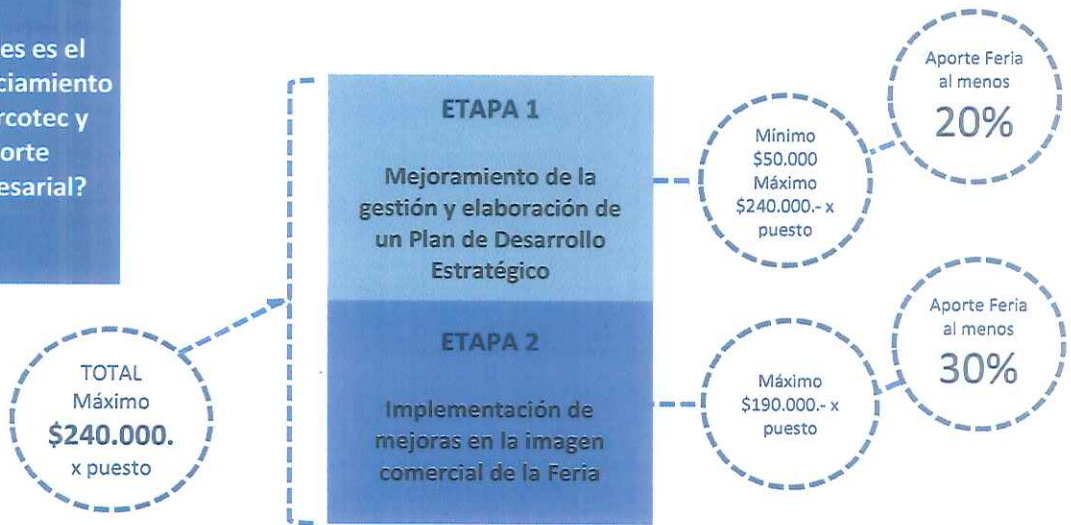 es es el
ciamiento
rcotec y
orte
esarial?
TOTAL
Máximo
$240.000.
x puesto
ETAPA 1
Mejoramiento de la
gestión y elaboración de
un Plan de Desarrollo
Estratégico
ETAPA 2
Implementación de
mejoras en la imagen
comercial de la Feria
Mínimo
$50.000
Máximo
$240.000.- x
puesto
Aporte Feria
al menos
20%
Máximo
$190.000.- x
puesto
Aporte Feria
al menos
30%